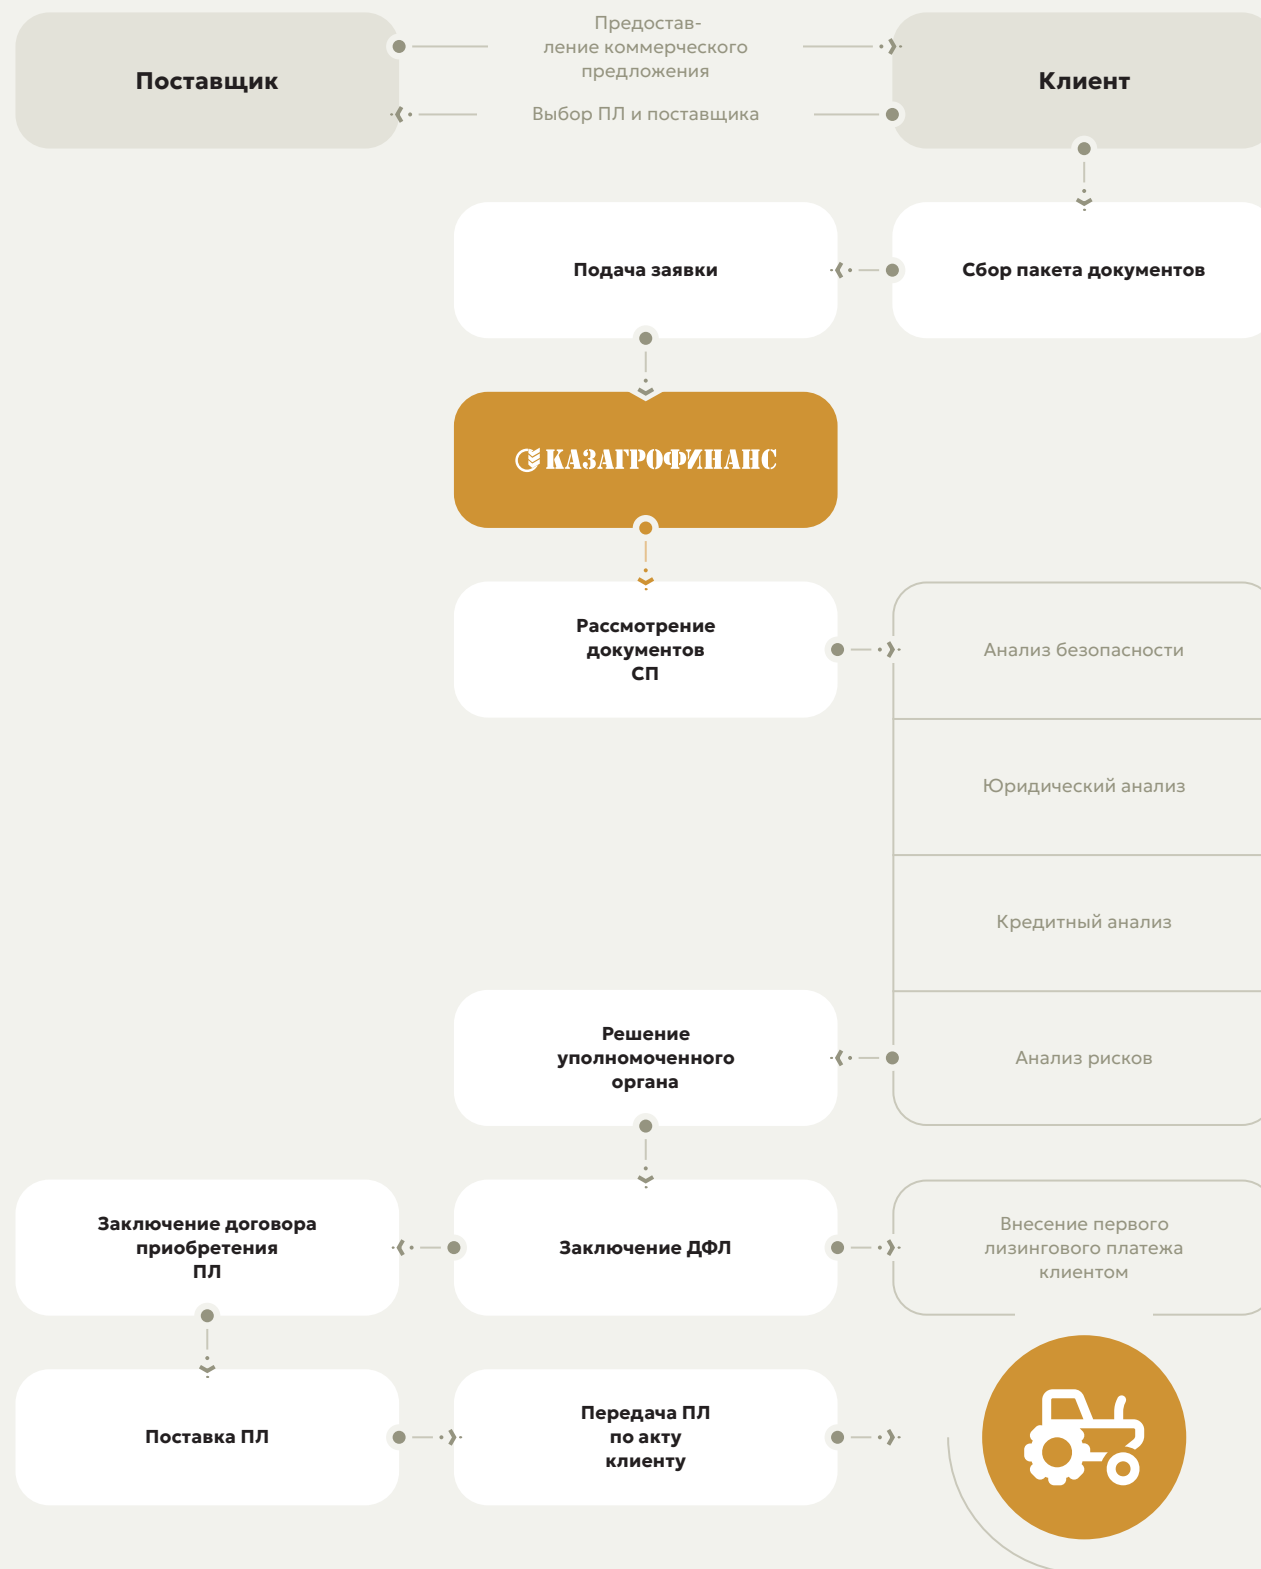 Поставщик
Предостав-
ление коммерческого
предложения
Выбор ПЛ и поставщика
Клиент
Подача заявки
Сбор пакета документов
КАЗАГРОФИНАНС
Рассмотрение
документов
СП
Анализ безопасности
Юридический анализ
Кредитный анализ
Решение
уполномоченного
органа
Анализ рисков
Заключение договора
приобретения
ПЛ
Заключение ДФЛ
Внесение первого
лизингового платежа
клиентом
Поставка ПЛ
Передача ПЛ
по акту
клиенту